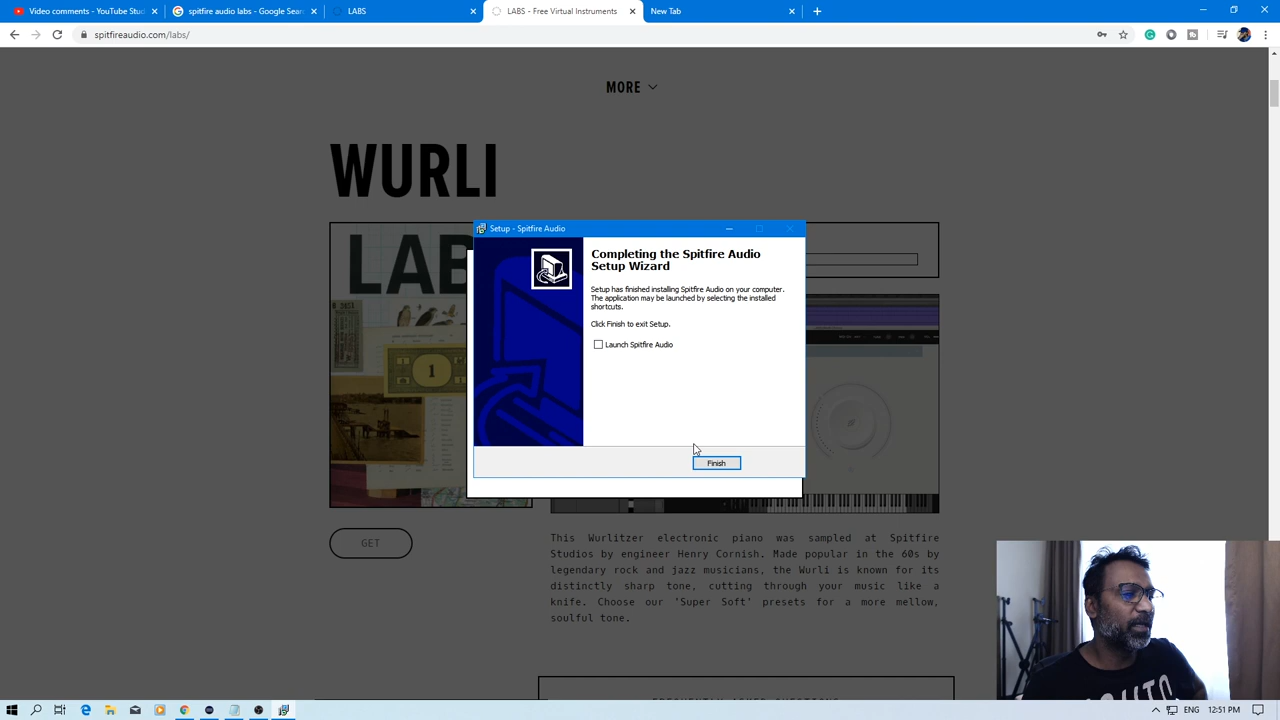 Video comments - YouTube Stud
spitfire audio labs - Google Sear
LABS
LABS - Free Virtual Instruments
New Tab
spitfireaudio.com/labs/
MORE
WURLI
LAB
1
Setup - Spitfire Audio
Completing the Spitfire Audio
Setup Wizard
Setup has finished installing Spitfire Audio on your computer.
The application may be launched by selecting the installed
shortcuts.
Click Finish to exit Setup.
Launch Spitfire Audio
Finish
GET
This Wurlitzer electronic piano was sampled at Spitfire
Studios by engineer Henry Cornish. Made popular in the 60s by
legendary rock and jazz musicians, the Wurli is known for its
distinctly sharp tone, cutting through your music like a
knife. Choose our 'Super Soft' presets for a more mellow,
soulful tone.
FREQUENTLY ASKED QUESTIONS
ENG
12:51 PM